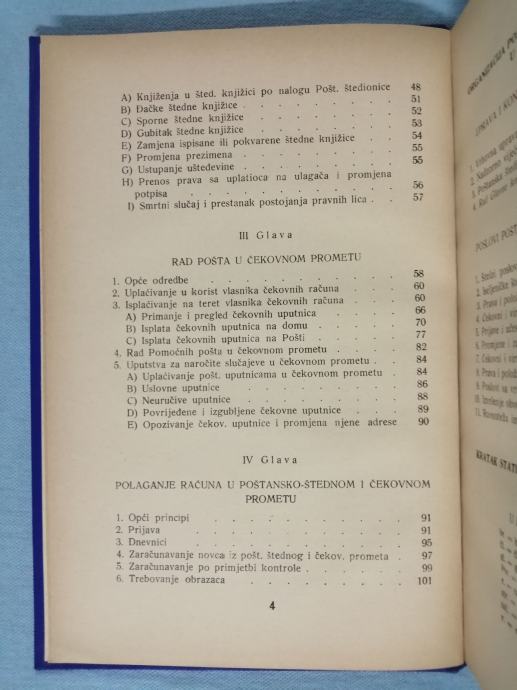 A) Knjiženja u šted. knjižici po nalogu Pošt. štedionice 48
B) Đačke štedne knjižice . . . . . . . . . 51
C) Sporne štedne knjižice . . . . . . . . . 52
D) Gubitak štedne knjižice . . . . . . . . . 53
E) Zamjena ispisane ili pokvarene štedne knjižice . . 54
F) Promjena prezimena . . . . . . . . . 55
G) Ustupanje uštedevine . . . . . . . . . 55
H) Prenos prava sa uplatioca na ulagača i promjena
potpisa . . . . . . . . . 56
I) Smrtni slučaj i prestanak postojanja pravnih lica . . 57
III Glava
RAD POŠTA U ČEKOVNOM PROMETU
1. Opće odredbe . . . . . . . . . 58
2. Uplaćivanje u korist vlasnika čekovnih računa . . . 60
3. Isplaćivanje na teret vlasnika čekovnih računa . . . 60
A) Primanje i pregled čekovnih uputnica . . . . 66
B) Isplata čekovnih uputnica na domu . . . . 70
C) Isplata čekovnih uputnica na Pošti . . . . 77
4. Rad Pomoćnih pošta u čekovnom prometu . . . . 82
5. Uputstva za naročite slučajeve u čekovnom prometu . . 84
A) Uplaćivanje pošt. uputnicama u čekovnom prometu . 84
B) Uslovne uputnice . . . . . . . . . 86
C) Neuručive uputnice . . . . . . . . . 88
D) Povrijeđene i izgubljene čekovne uputnice . . . 89
E) Opozivanje čekov. uputnice i promjena njene adrese 90
IV Glava
POLAGANJE RAČUNA U POŠTANSKO-ŠTEDNOM I ČEKOVNOM
PROMETU
1. Opći principi . . . . . . . . . 91
2. Prijava . . . . . . . . . 91
3. Dnevnici . . . . . . . . . 95
4. Zaračunavanje novca iz pošt. štednog i čekov. prometa . 97
5. Zaračunavanje po primjetbi kontrole . . . . . . 99
6. Trebovanje obrazaca . . . . . . . . . 101
4
ORGANIZACIJA
U
UPRAVA I
POSLOVI
KRATAK